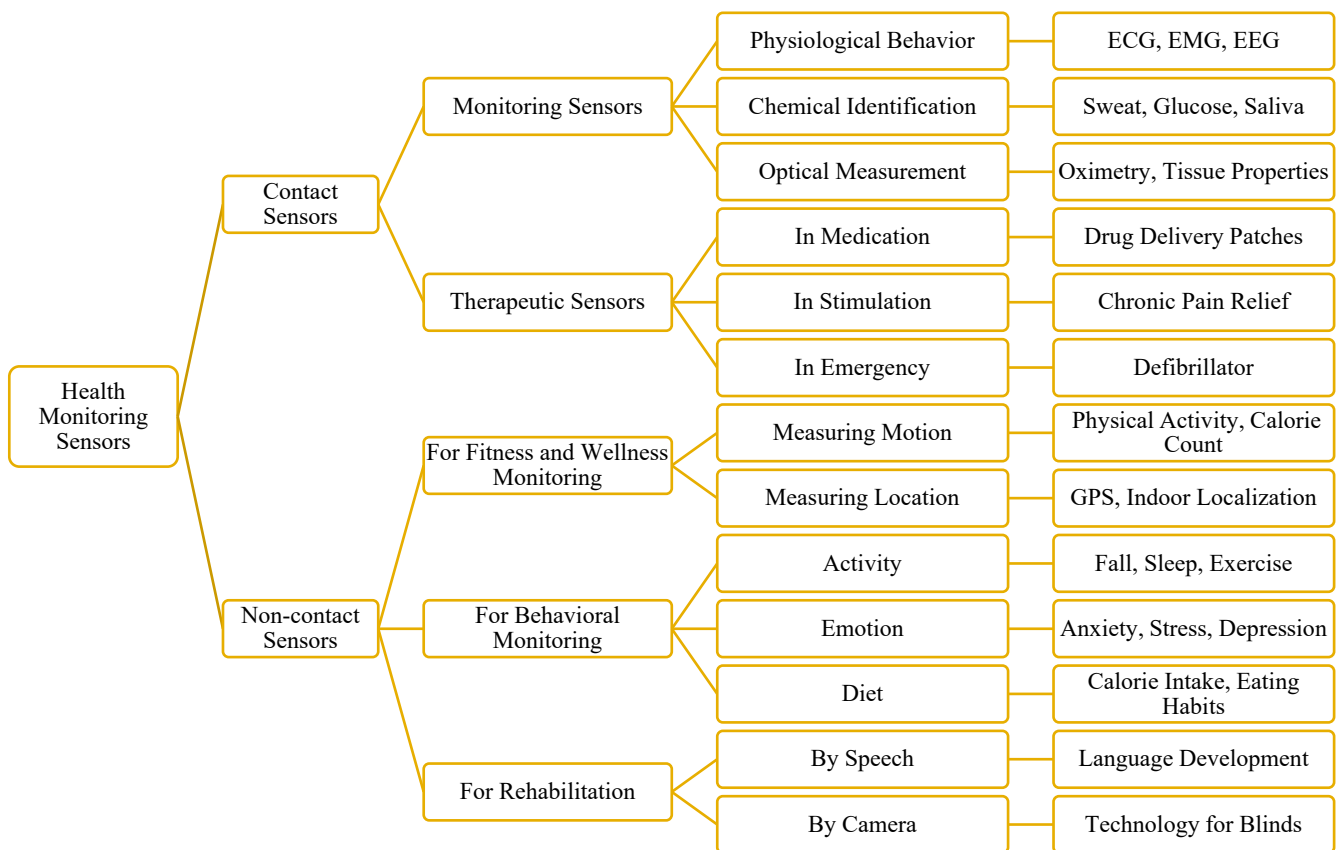 Physiological Behavior
ECG, EMG, EEG
Monitoring Sensors
Chemical Identification
Sweat, Glucose, Saliva
Optical Measurement
Oximetry, Tissue Properties
Contact
Sensors
In Medication
Drug Delivery Patches
Therapeutic Sensors
In Stimulation
Chronic Pain Relief
In Emergency
Defibrillator
Health
Monitoring
Sensors
For Fitness and Wellness
Monitoring
Measuring Motion
Physical Activity, Calorie
Count
Measuring Location
GPS, Indoor Localization
Activity
Fall, Sleep, Exercise
Non-contact
Sensors
For Behavioral
Monitoring
Emotion
Anxiety, Stress, Depression
Diet
Calorie Intake, Eating
Habits
By Speech
Language Development
For Rehabilitation
By Camera
Technology for Blinds